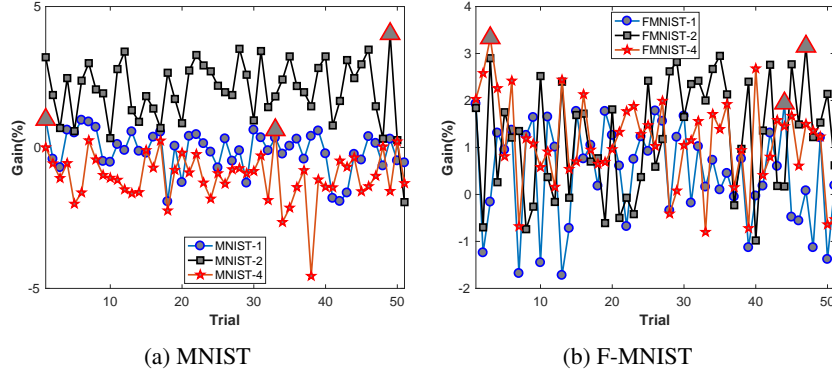 5
0
-5
Gain(%)
10
20
30
40
50
Trial
MNIST-1
MNIST-2
MNIST-4
(a) MNIST
4
3
2
1
0
-1
-2
Gain(%)
10
20
30
40
50
Trial
FMNIST-1
FMNIST-2
FMNIST-4
(b) F-MNIST